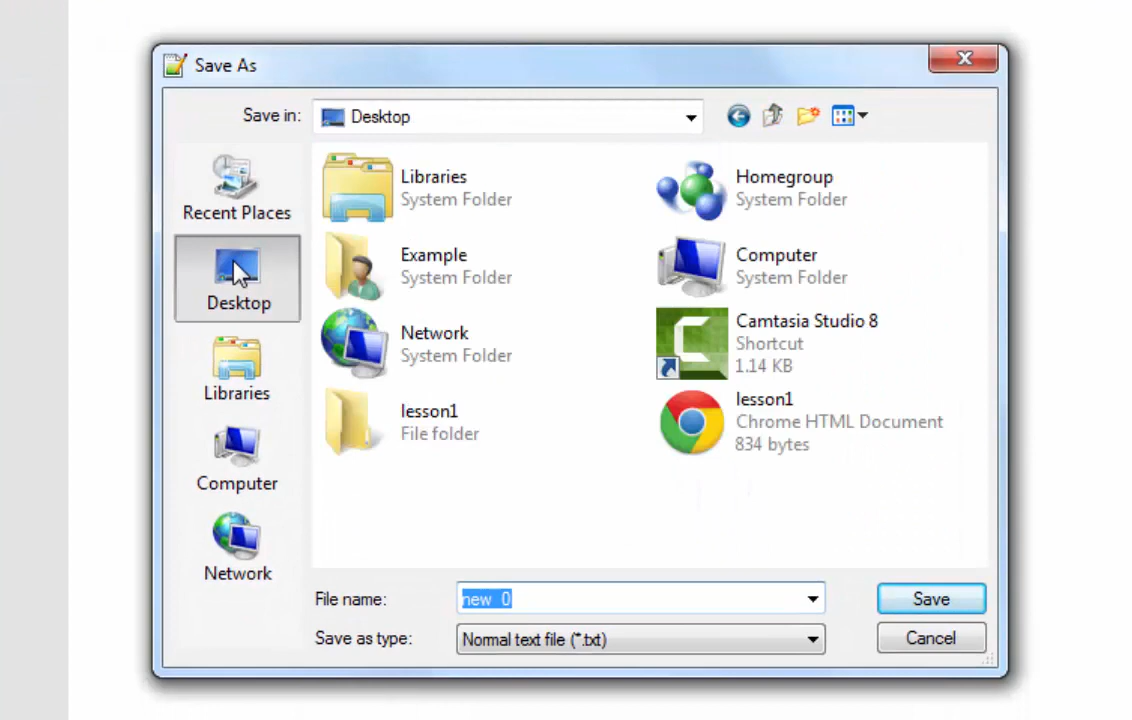 Save As
Save in: Desktop
Recent Places
Desktop
Libraries
Computer
Network
Libraries
System Folder
Homegroup
System Folder
Example
System Folder
Computer
System Folder
Network
System Folder
Camtasia Studio 8
Shortcut
1.14 KB
lesson1
File folder
lesson1
Chrome HTML Document
834 bytes
File name: new 0 Save
Save as type: Normal text file (*.txt) Cancel